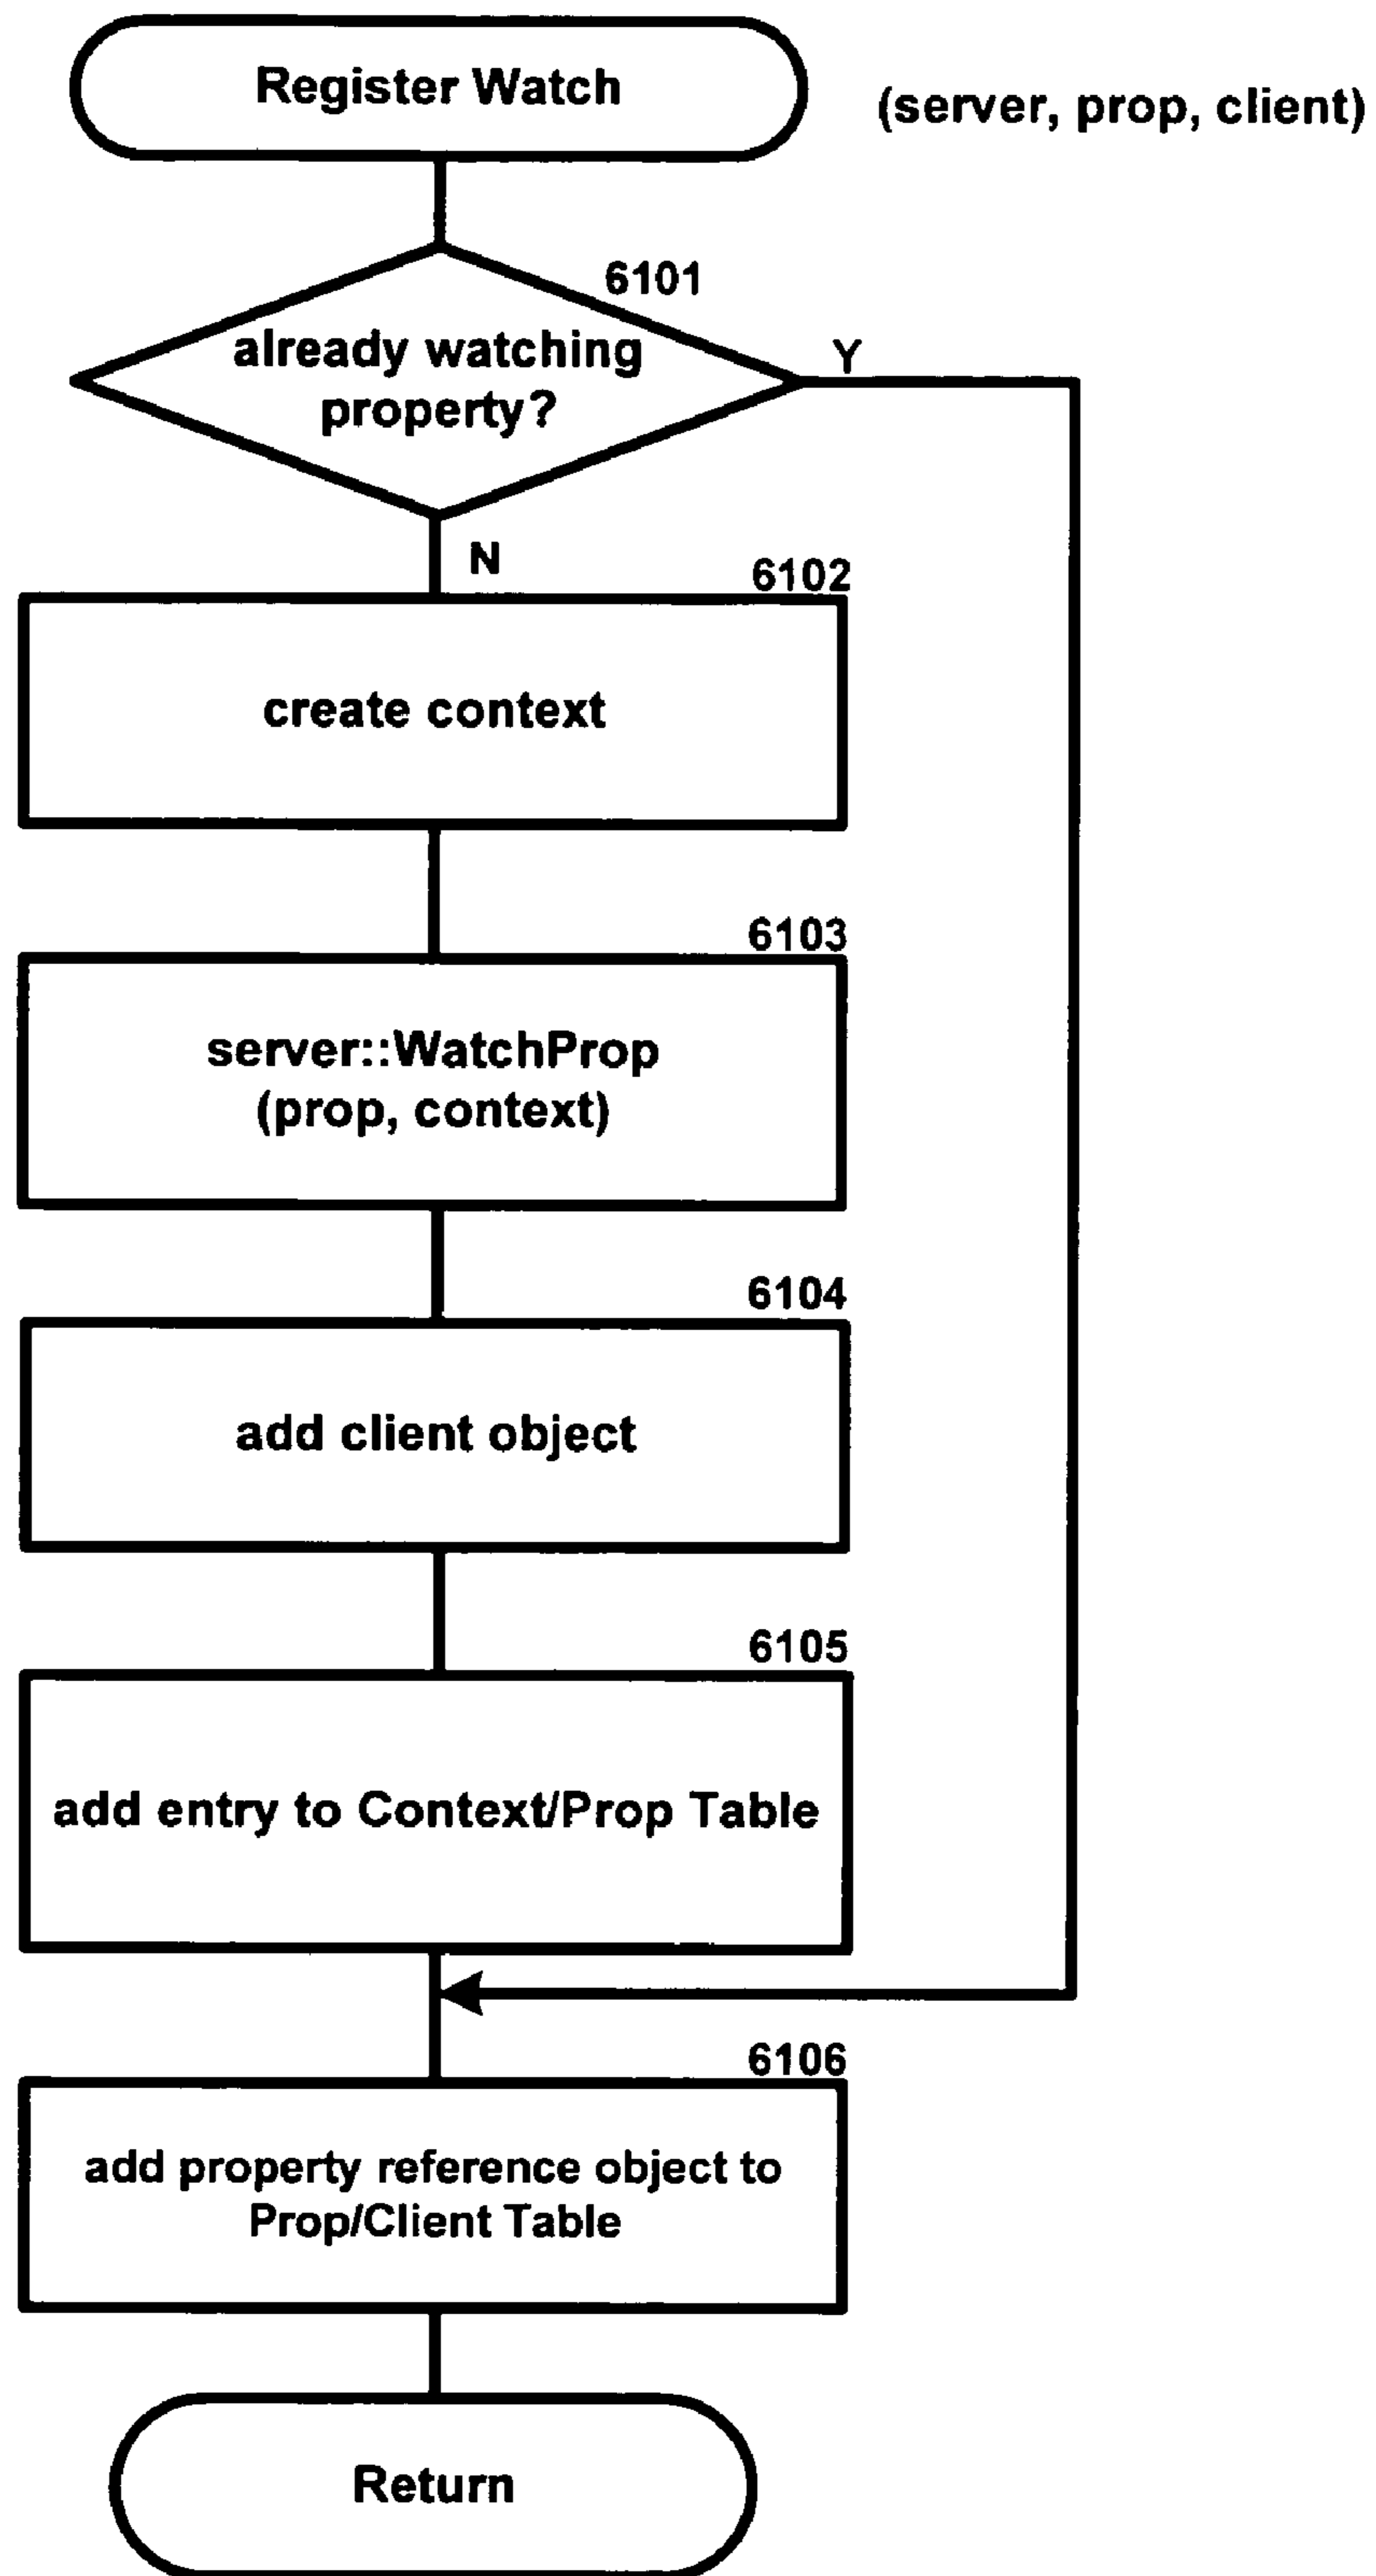 Register Watch
(server, prop, client)
6101
already watching
property?
Y
N
6102
create context
6103
server::WatchProp
(prop, context)
6104
add client object
6105
add entry to Context/Prop Table
6106
add property reference object to
Prop/Client Table
Return